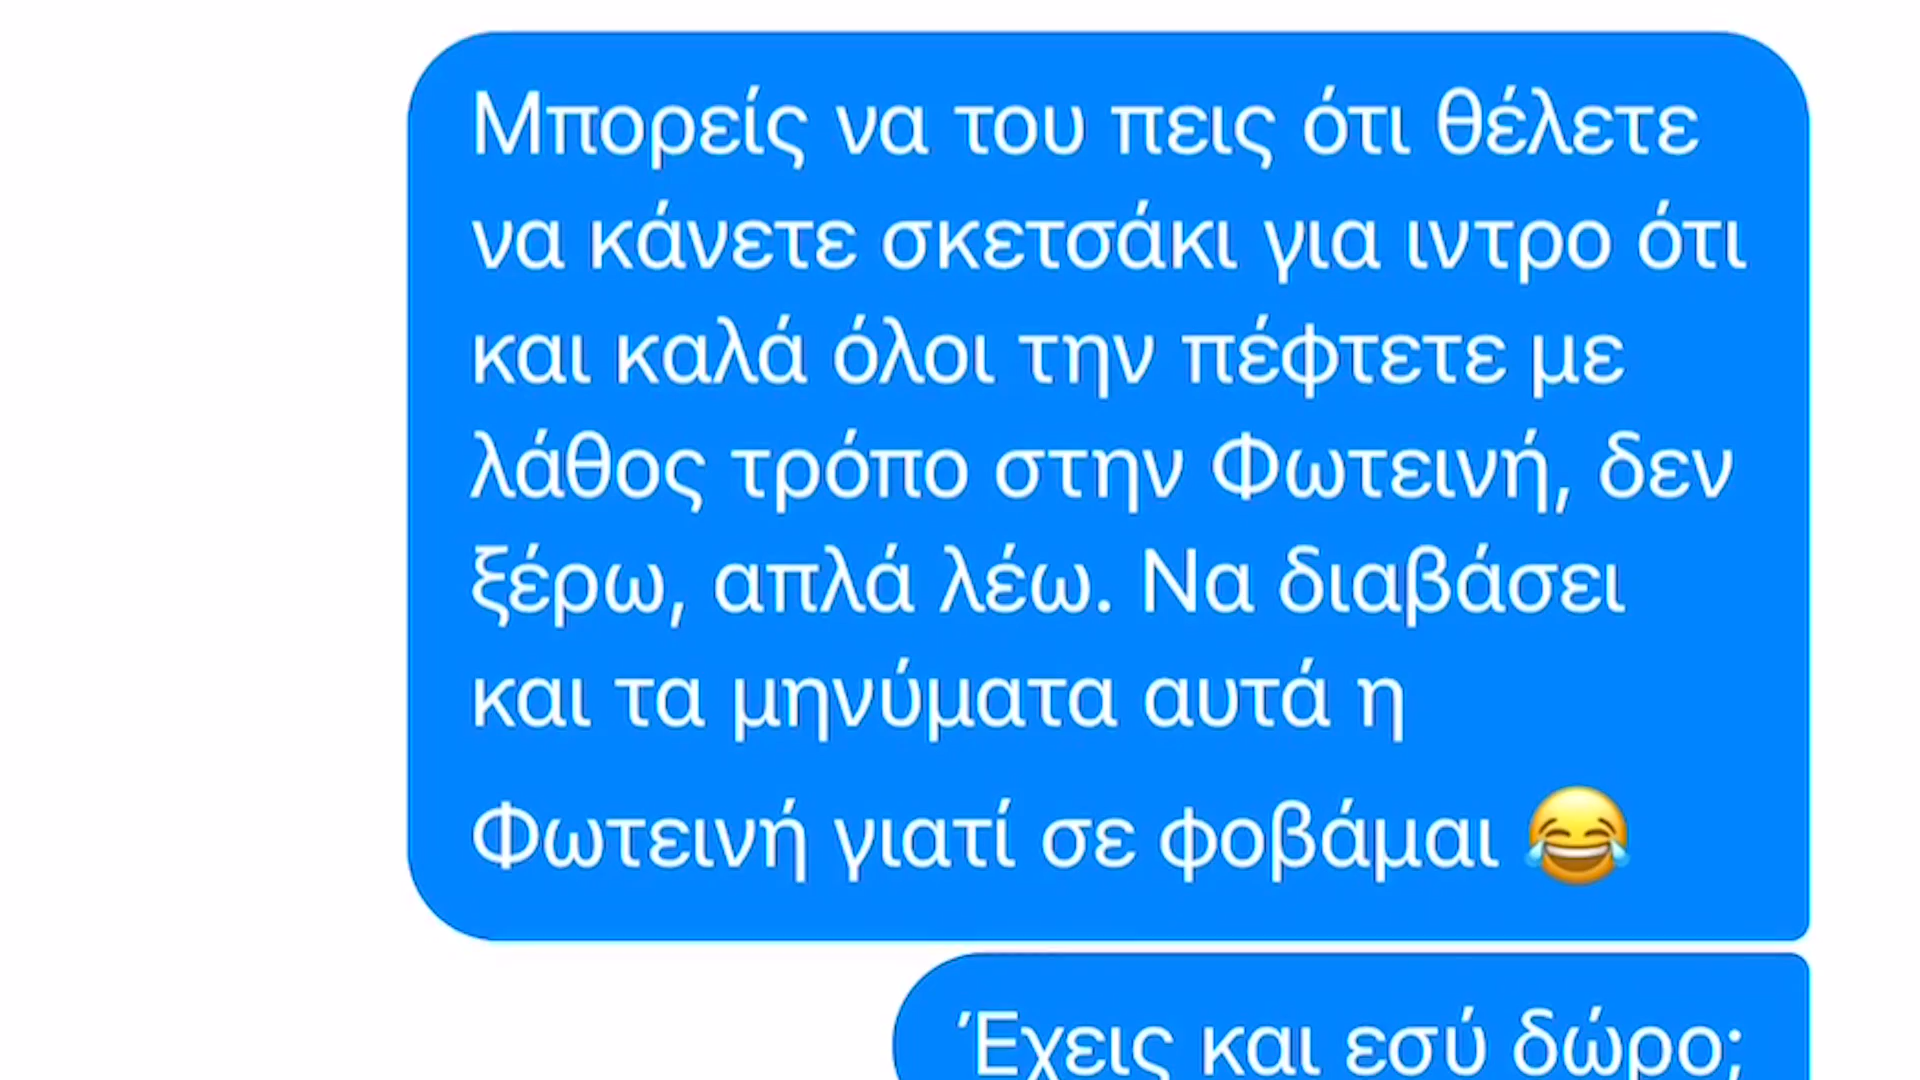 Μπορείς να του πεις ότι θέλετε
να κάνετε σκετσάκι για ιντρο ότι
και καλά όλοι την πέφτετε με
λάθος τρόπο στην Φωτεινή, δεν
ξέρω, απλά λέω. Να διαβάσει
και τα μηνύματα αυτά η
Φωτεινή γιατί σε φοβάμαι 😂
Έχεις και εσύ δώρο;